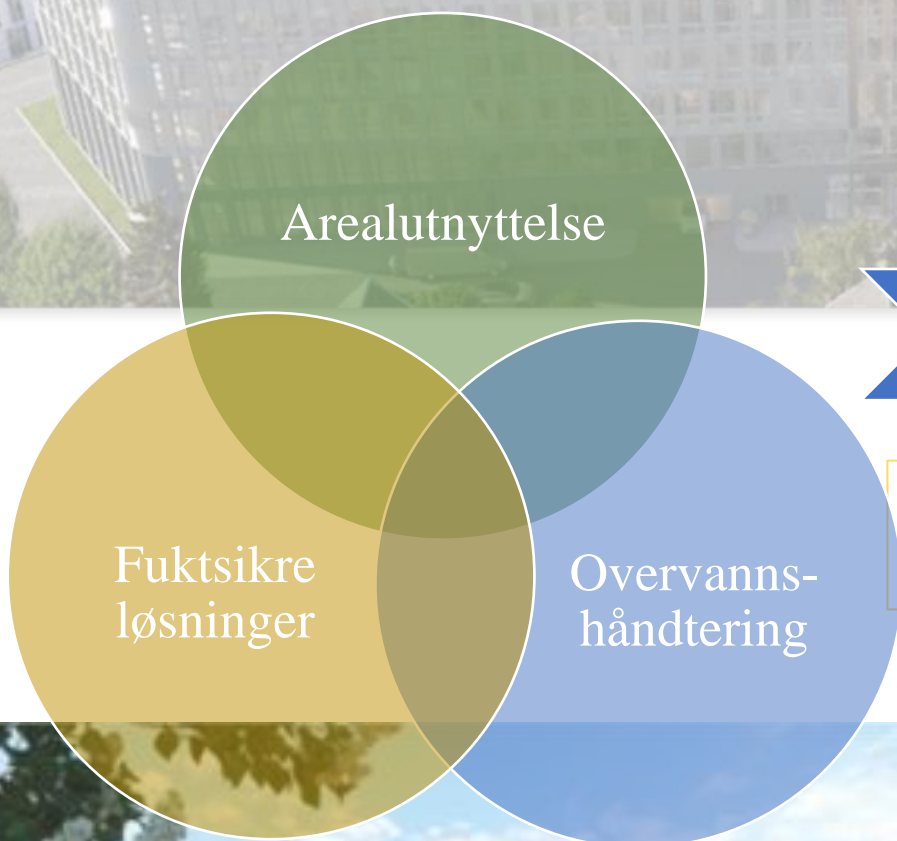 Arealutnyttelse
Fuktsikre
løsninger
Overvanns-
håndtering